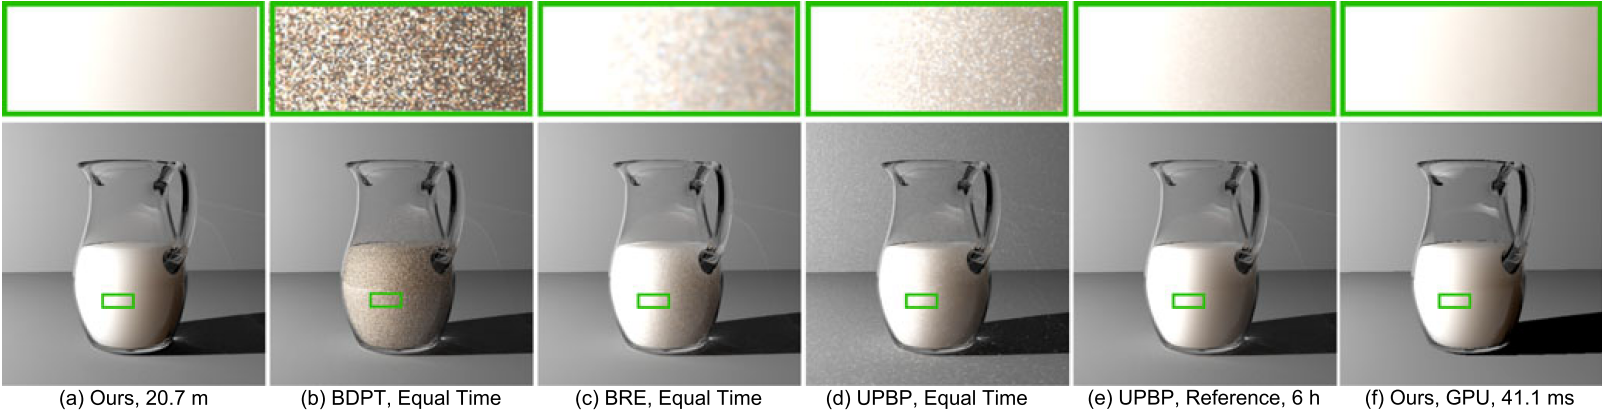 (a) Ours, 20.7 m
(b) BDPT, Equal Time
(c) BRE, Equal Time
(d) UPBP, Equal Time
(e) UPBP, Reference, 6 h
(f) Ours, GPU, 41.1 ms